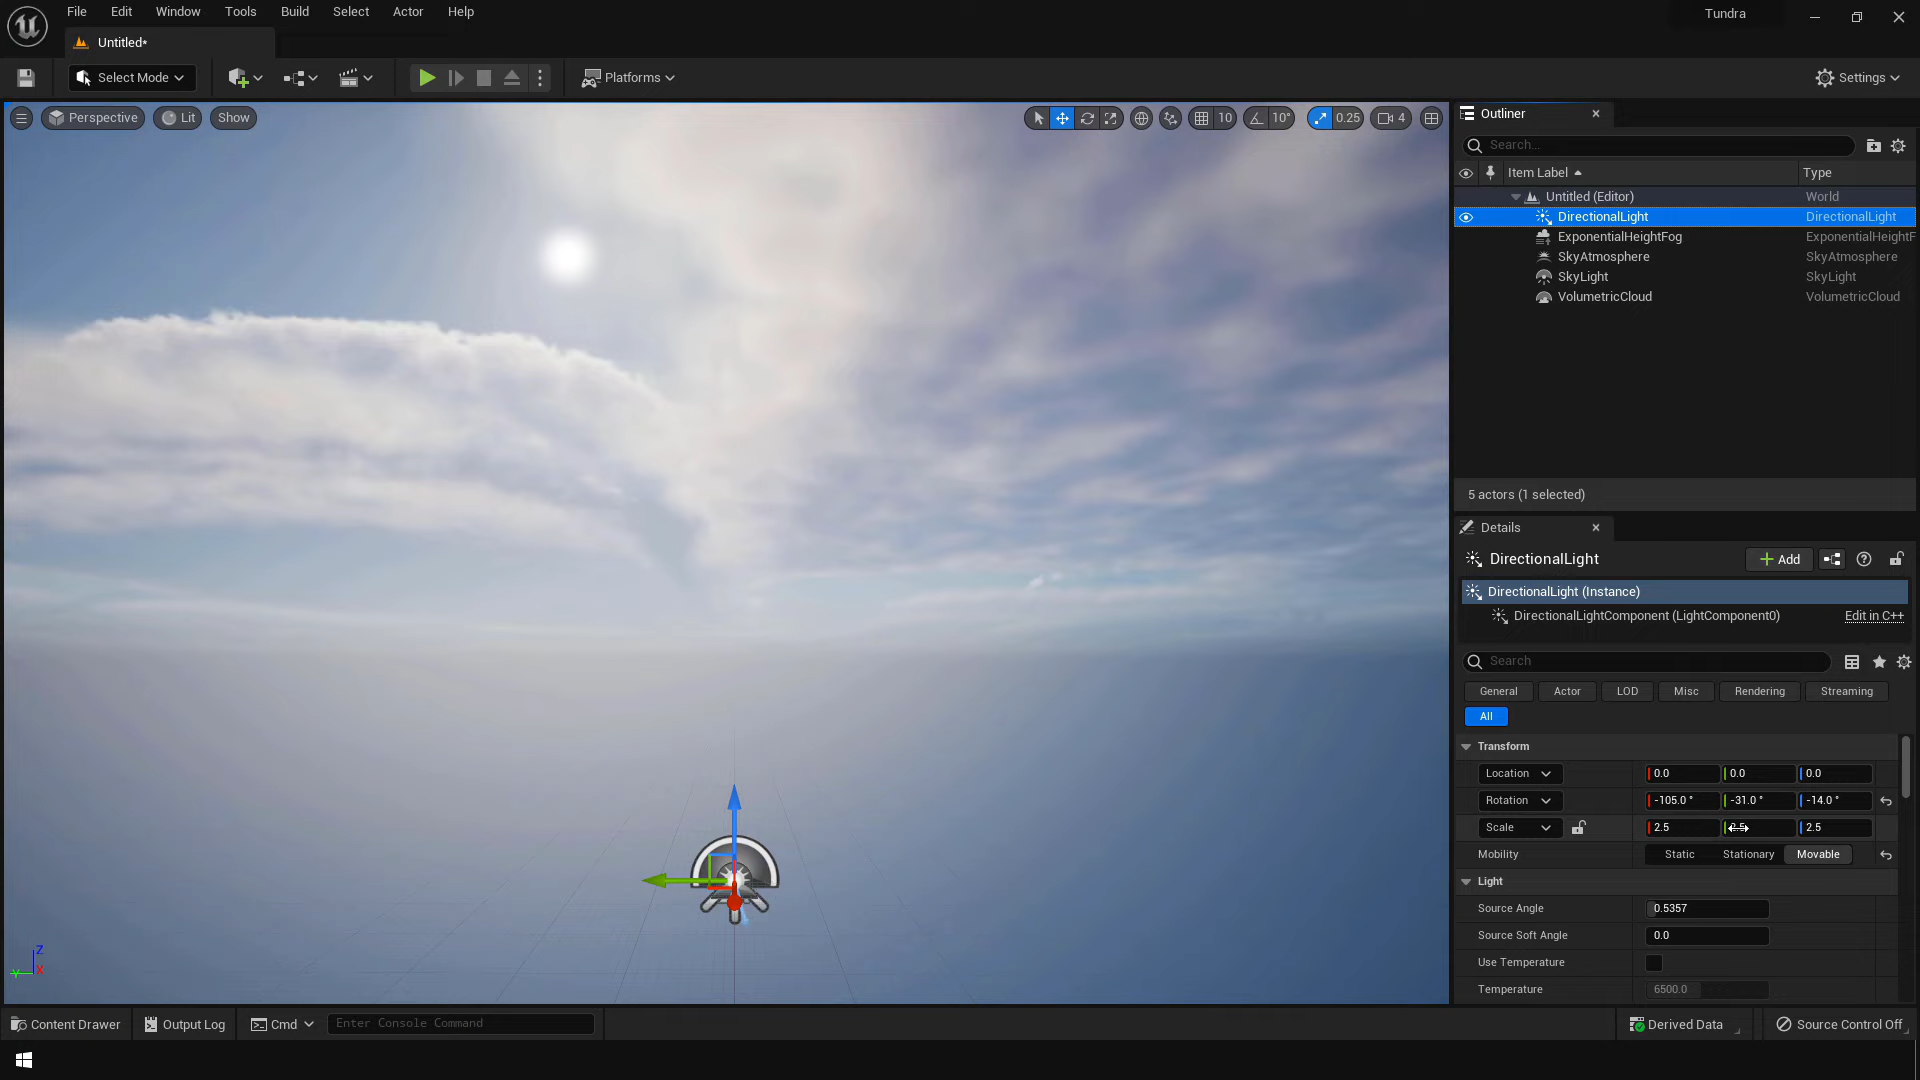 File Edit Window Tools Build Select Actor Help Tundra
Untitled*
Select Mode Platforms Settings
Perspective Lit Show 10 10° 0.25 4
Outliner
Search...
Item Label Type
Untitled (Editor) World
DirectionalLight DirectionalLight
ExponentialHeightFog ExponentialHeightF
SkyAtmosphere SkyAtmosphere
SkyLight SkyLight
VolumetricCloud VolumetricCloud
5 actors (1 selected)
Details
DirectionalLight Add
DirectionalLight (Instance)
DirectionalLightComponent (LightComponent0) Edit in C++
Search
General Actor LOD Misc Rendering Streaming
All
Transform
Location 0.0 0.0 0.0
Rotation -105.0 ° -31.0 ° -14.0 °
Scale 2.5 2.5 2.5
Mobility Static Stationary Movable
Light
Source Angle 0.5357
Source Soft Angle 0.0
Use Temperature
Temperature 6500.0
Z
Y X
Content Drawer Output Log Cmd Enter Console Command Derived Data Source Control Off